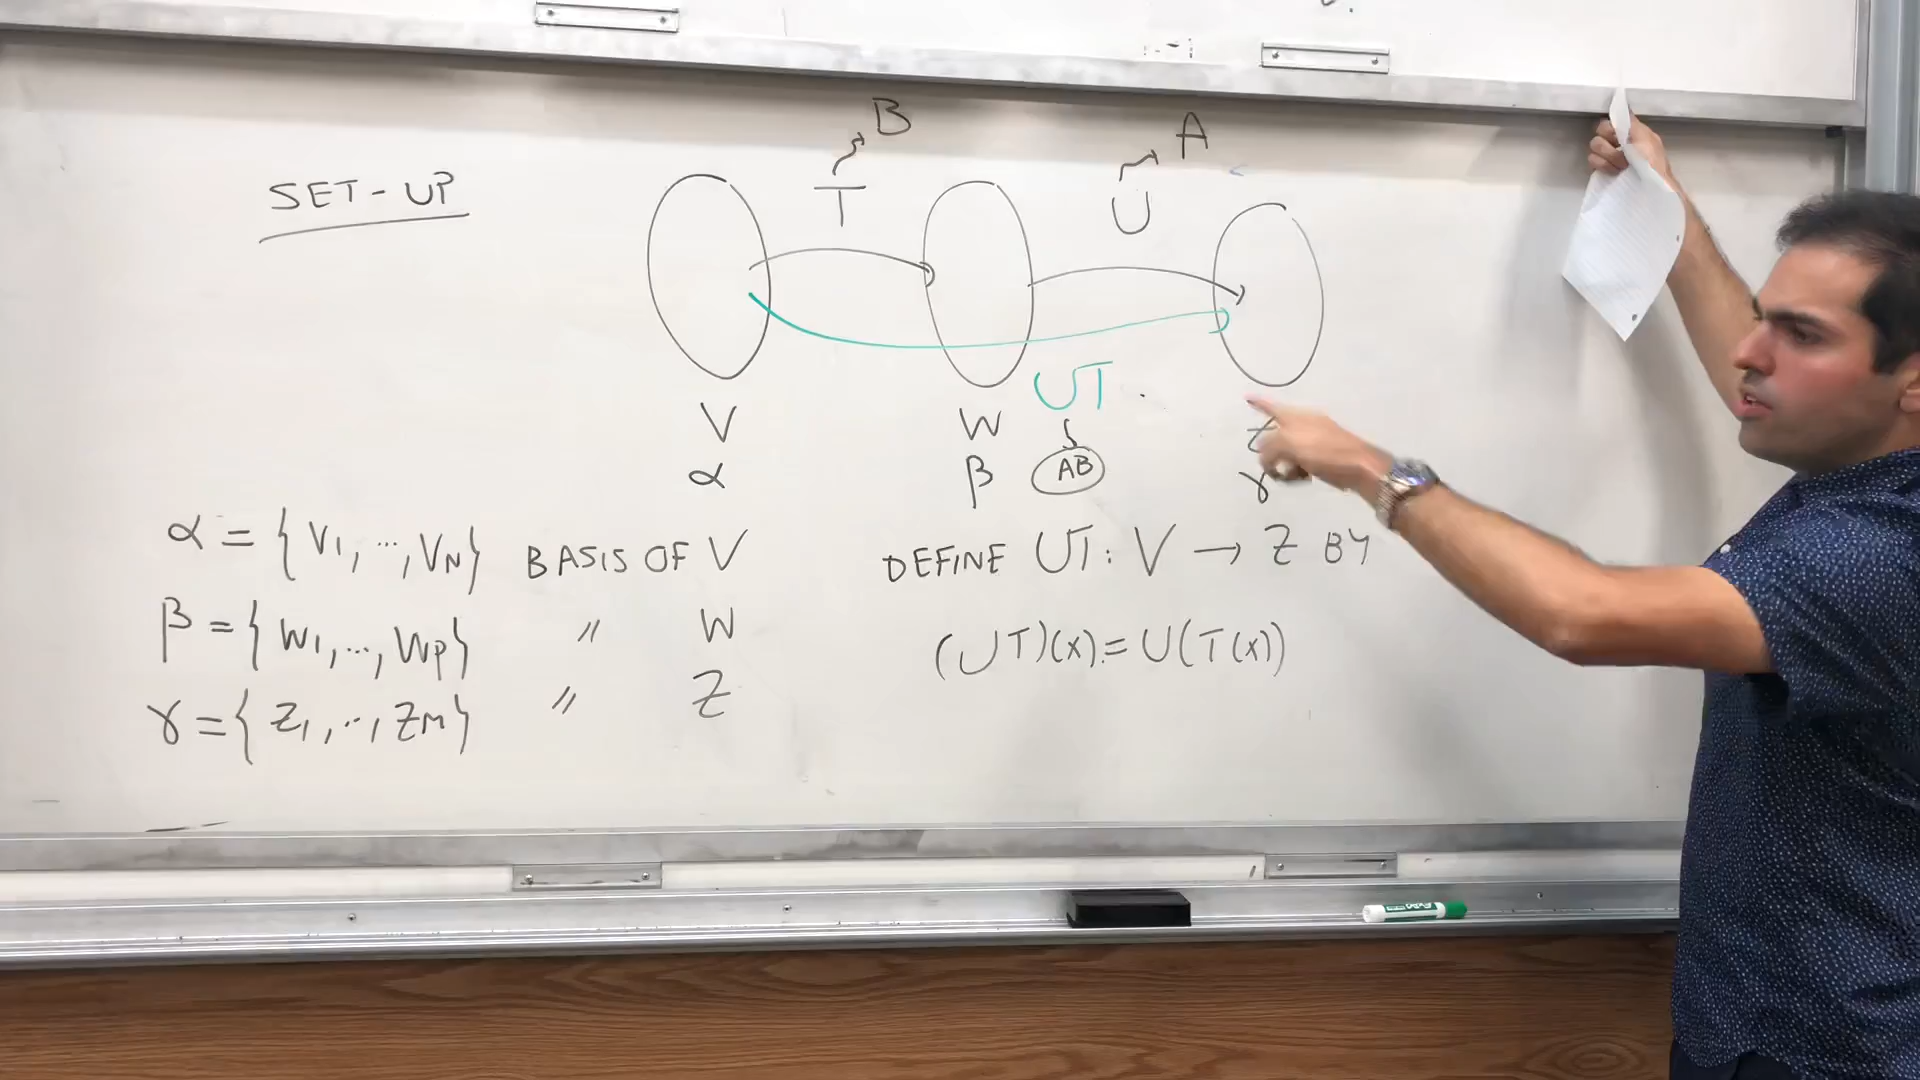 SET-UP
B
A
T
U
UT
V W Z
α β AB γ
α = {V1, ..., VN} BASIS OF V
β = {W1, ..., WP} " W
γ = {Z1, ..., ZM} " Z
DEFINE UT: V → Z BY
(UT)(x) = U(T(x))